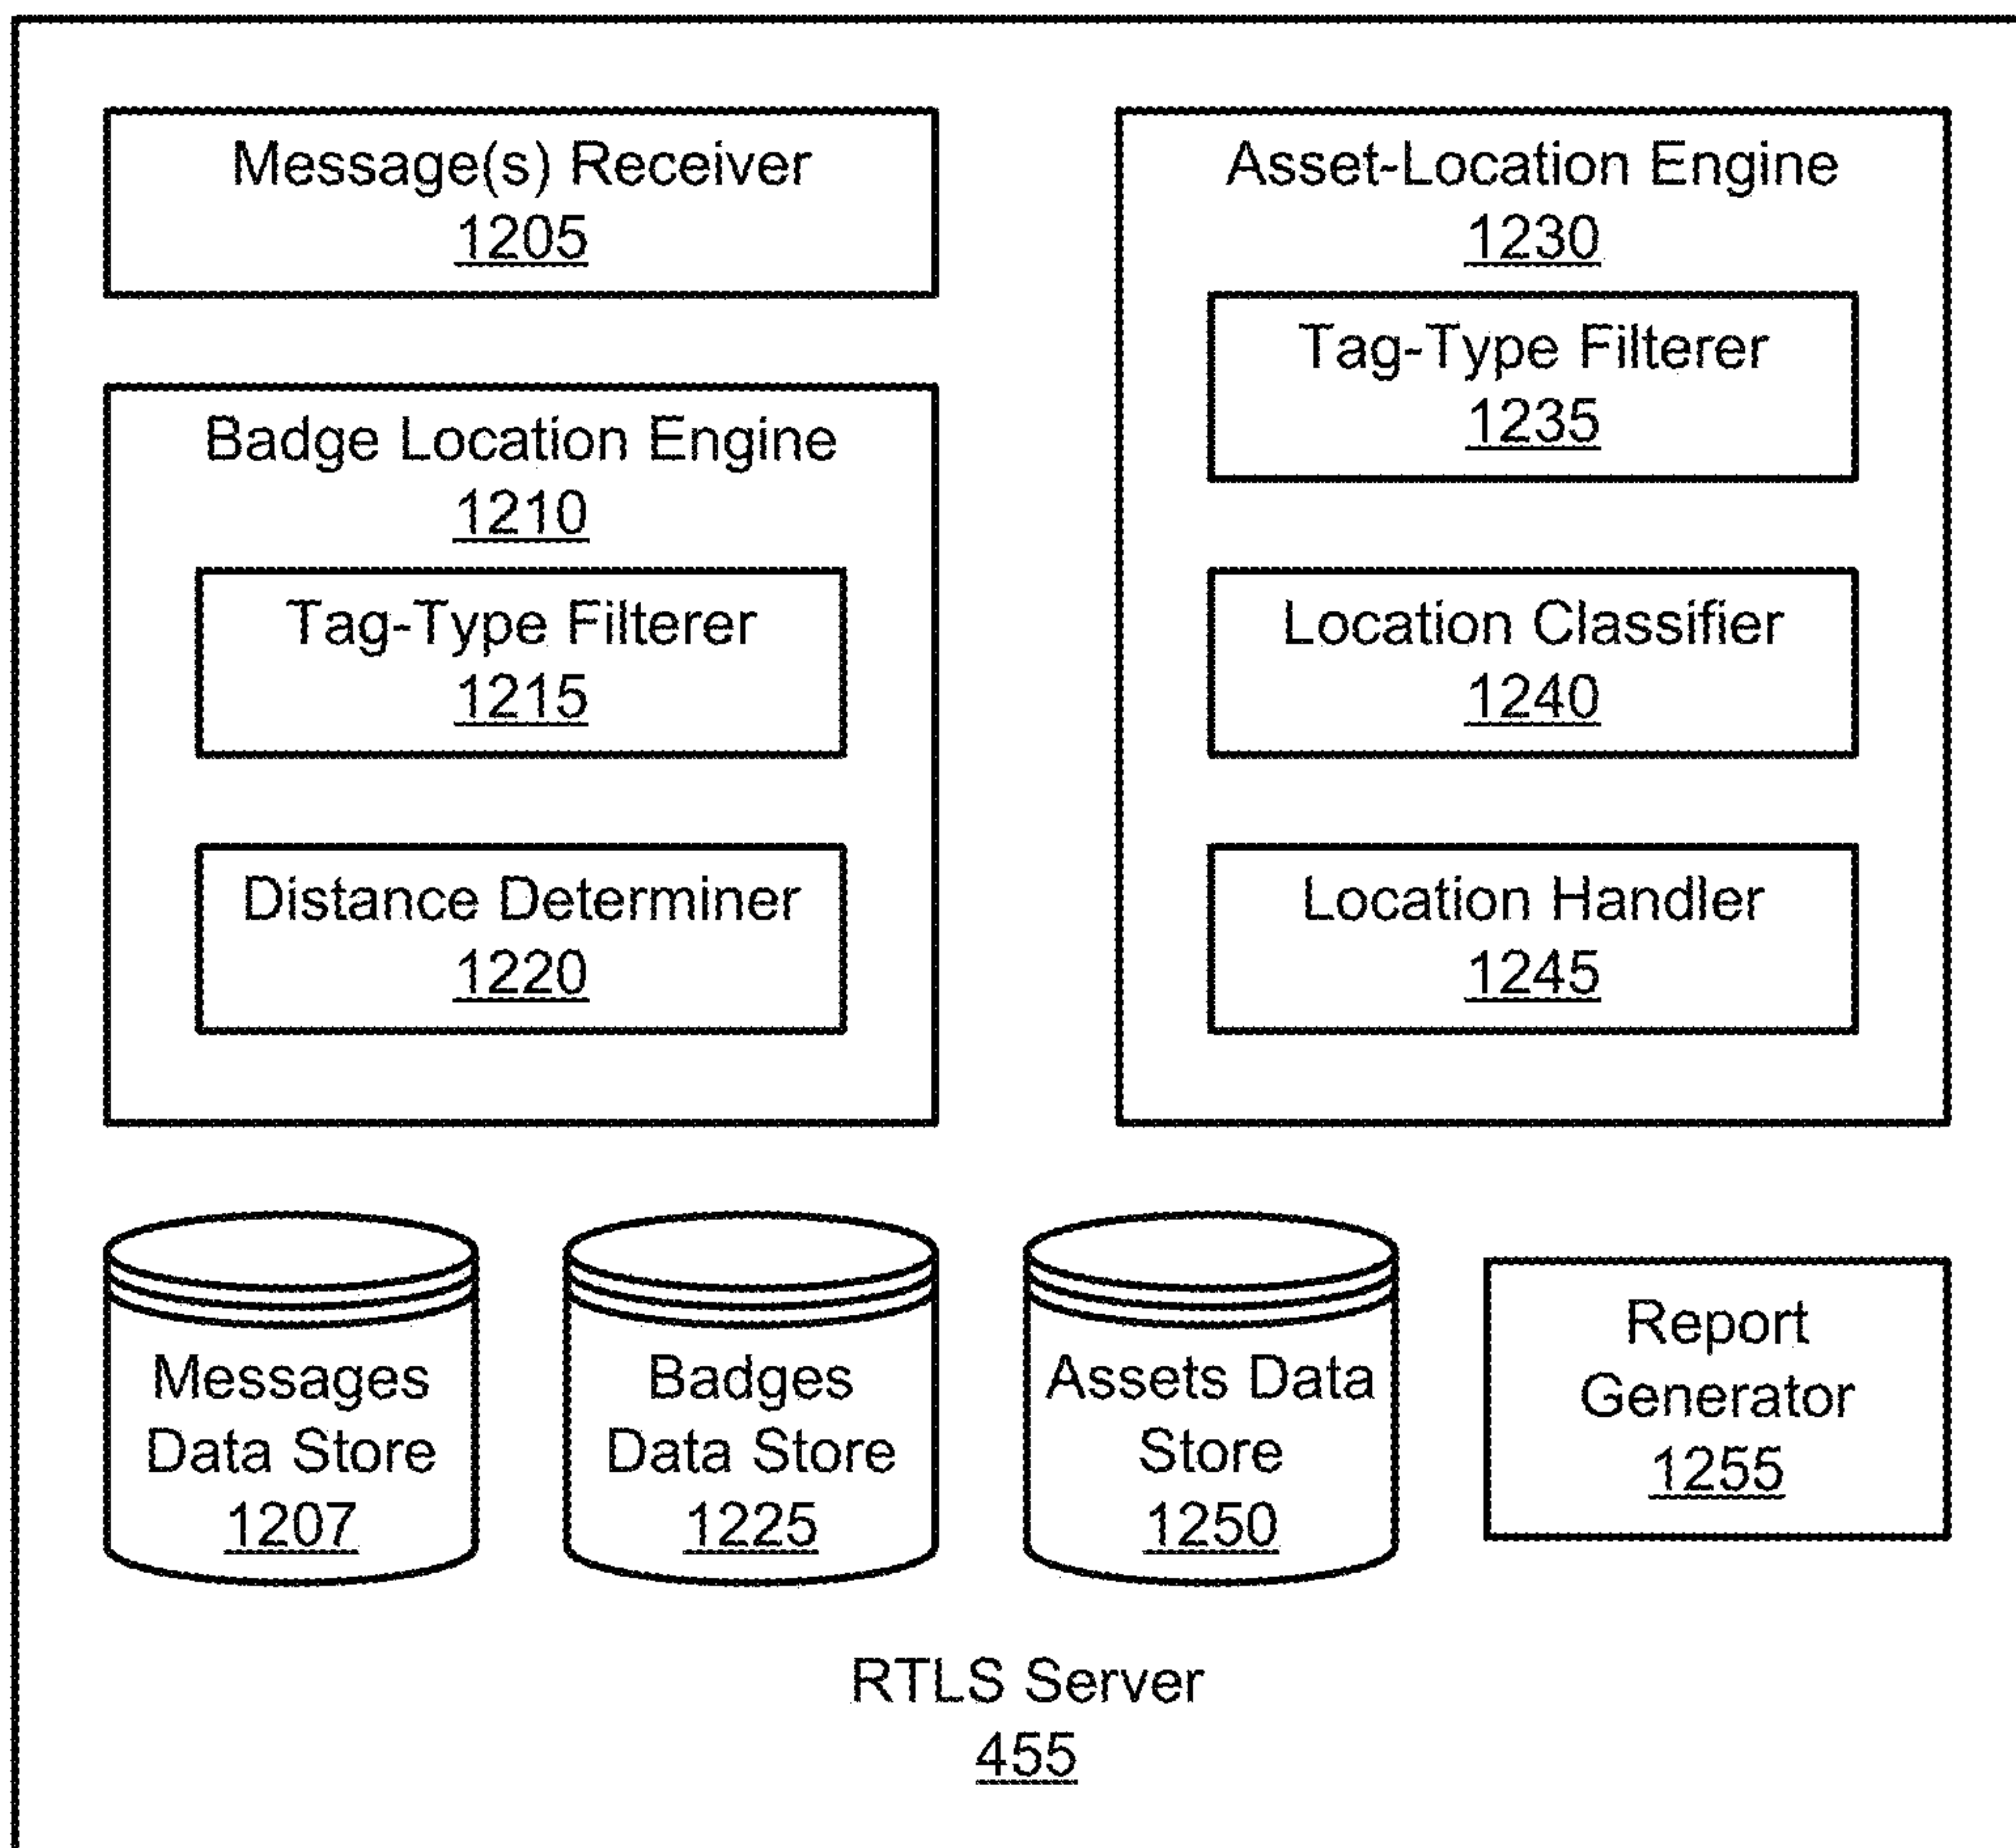 Message(s) Receiver
1205
Badge Location Engine
1210
Tag-Type Filterer
1215
Distance Determiner
1220
Asset-Location Engine
1230
Tag-Type Filterer
1235
Location Classifier
1240
Location Handler
1245
Messages
Data Store
1207
Badges
Data Store
1225
Assets Data
Store
1250
Report
Generator
1255
RTLS Server
455